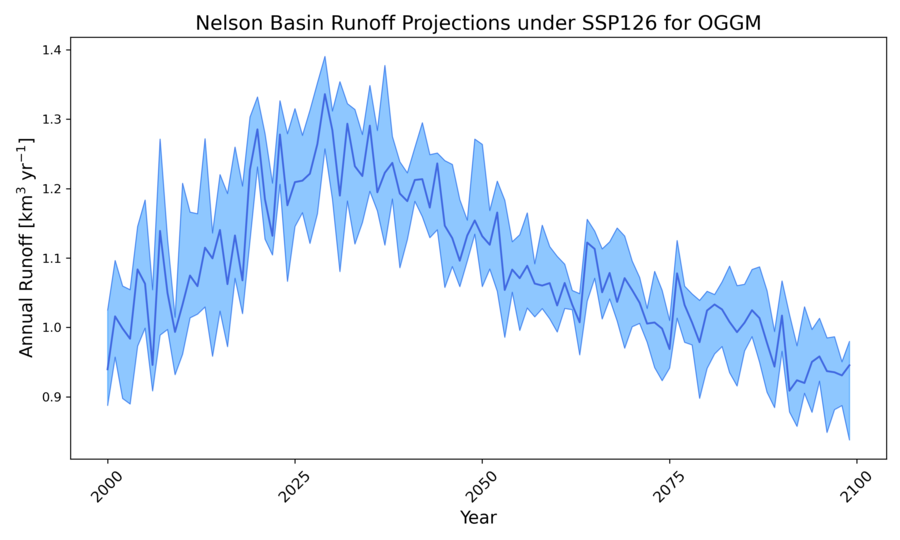 Nelson Basin Runoff Projections under SSP126 for OGGM
1.4
1.3
1.2
1.1
1.0
0.9
Annual Runoff [km³ yr⁻¹]
2000 2025 2050 2075 2100
Year